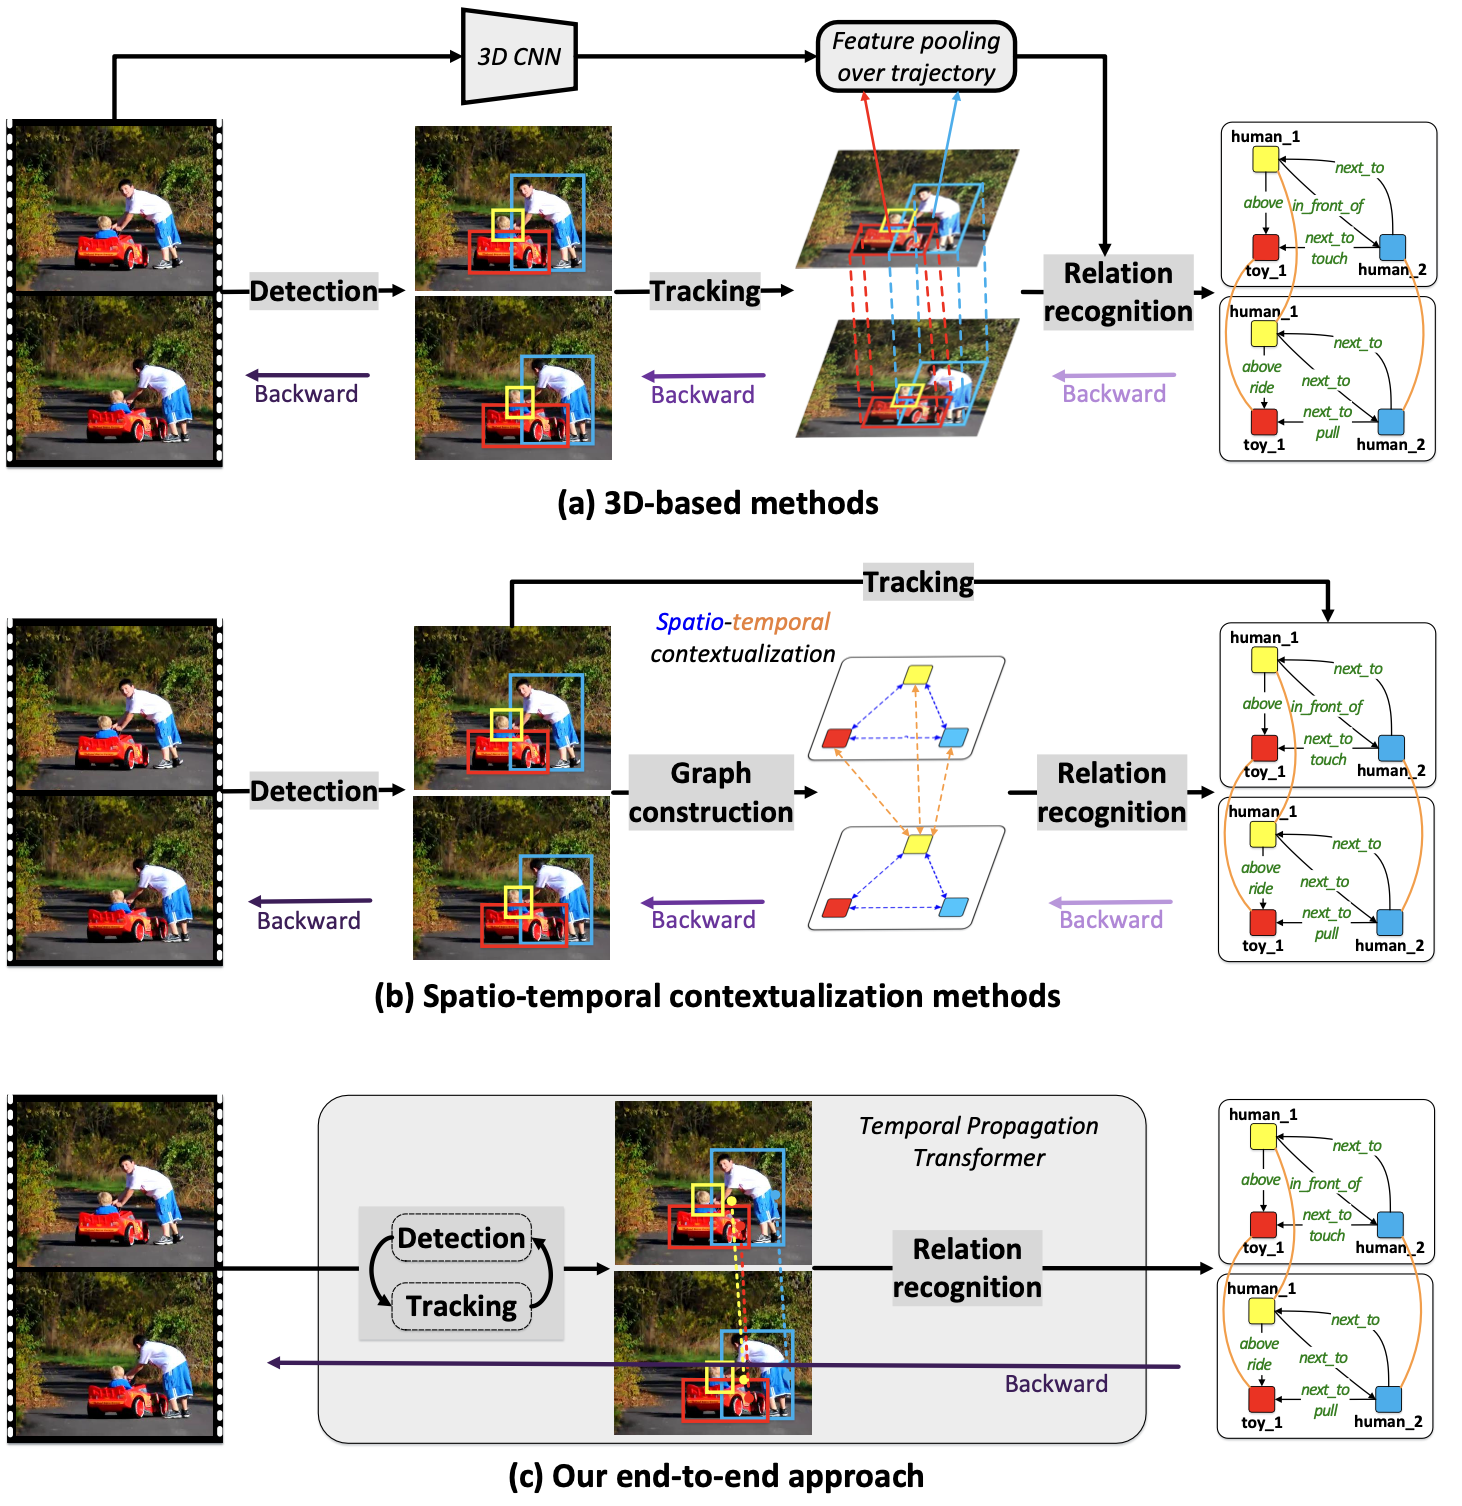 3D CNN
Feature pooling
over trajectory
Detection
Tracking
Relation
recognition
Backward
Backward
Backward
human_1
next_to
above
in_front_of
next_to
touch
toy_1
human_2
human_1
next_to
above
ride
next_to
next_to
pull
toy_1
human_2
(a) 3D-based methods
Tracking
Spatio-temporal
contextualization
Detection
Graph
construction
Relation
recognition
Backward
Backward
Backward
human_1
next_to
above
in_front_of
next_to
touch
toy_1
human_2
human_1
next_to
above
ride
next_to
next_to
pull
toy_1
human_2
(b) Spatio-temporal contextualization methods
Temporal Propagation
Transformer
Detection
Tracking
Relation
recognition
Backward
human_1
next_to
above
in_front_of
next_to
touch
toy_1
human_2
human_1
next_to
above
ride
next_to
next_to
pull
toy_1
human_2
(c) Our end-to-end approach